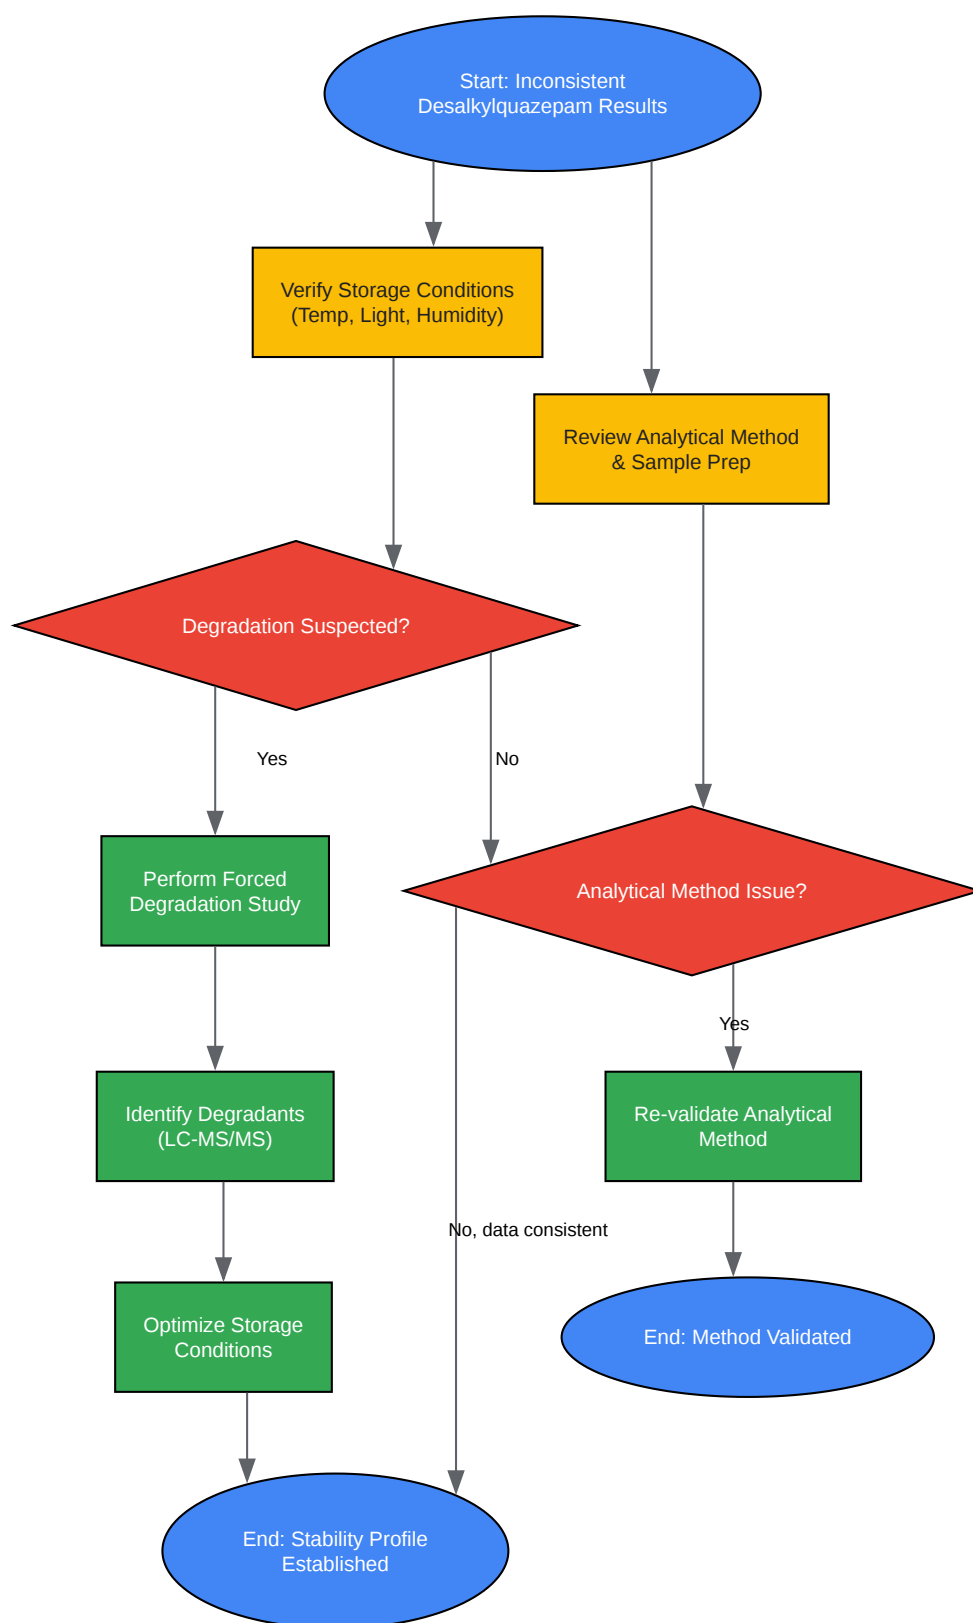 Start: Inconsistent
Desalkylquazepam Results
Verify Storage Conditions
(Temp, Light, Humidity)
Review Analytical Method
& Sample Prep
Degradation Suspected?
Yes
No
Perform Forced
Degradation Study
Analytical Method Issue?
Yes
Identify Degradants
(LC-MS/MS)
Re-validate Analytical
Method
No, data consistent
Optimize Storage
Conditions
End: Method Validated
End: Stability Profile
Established